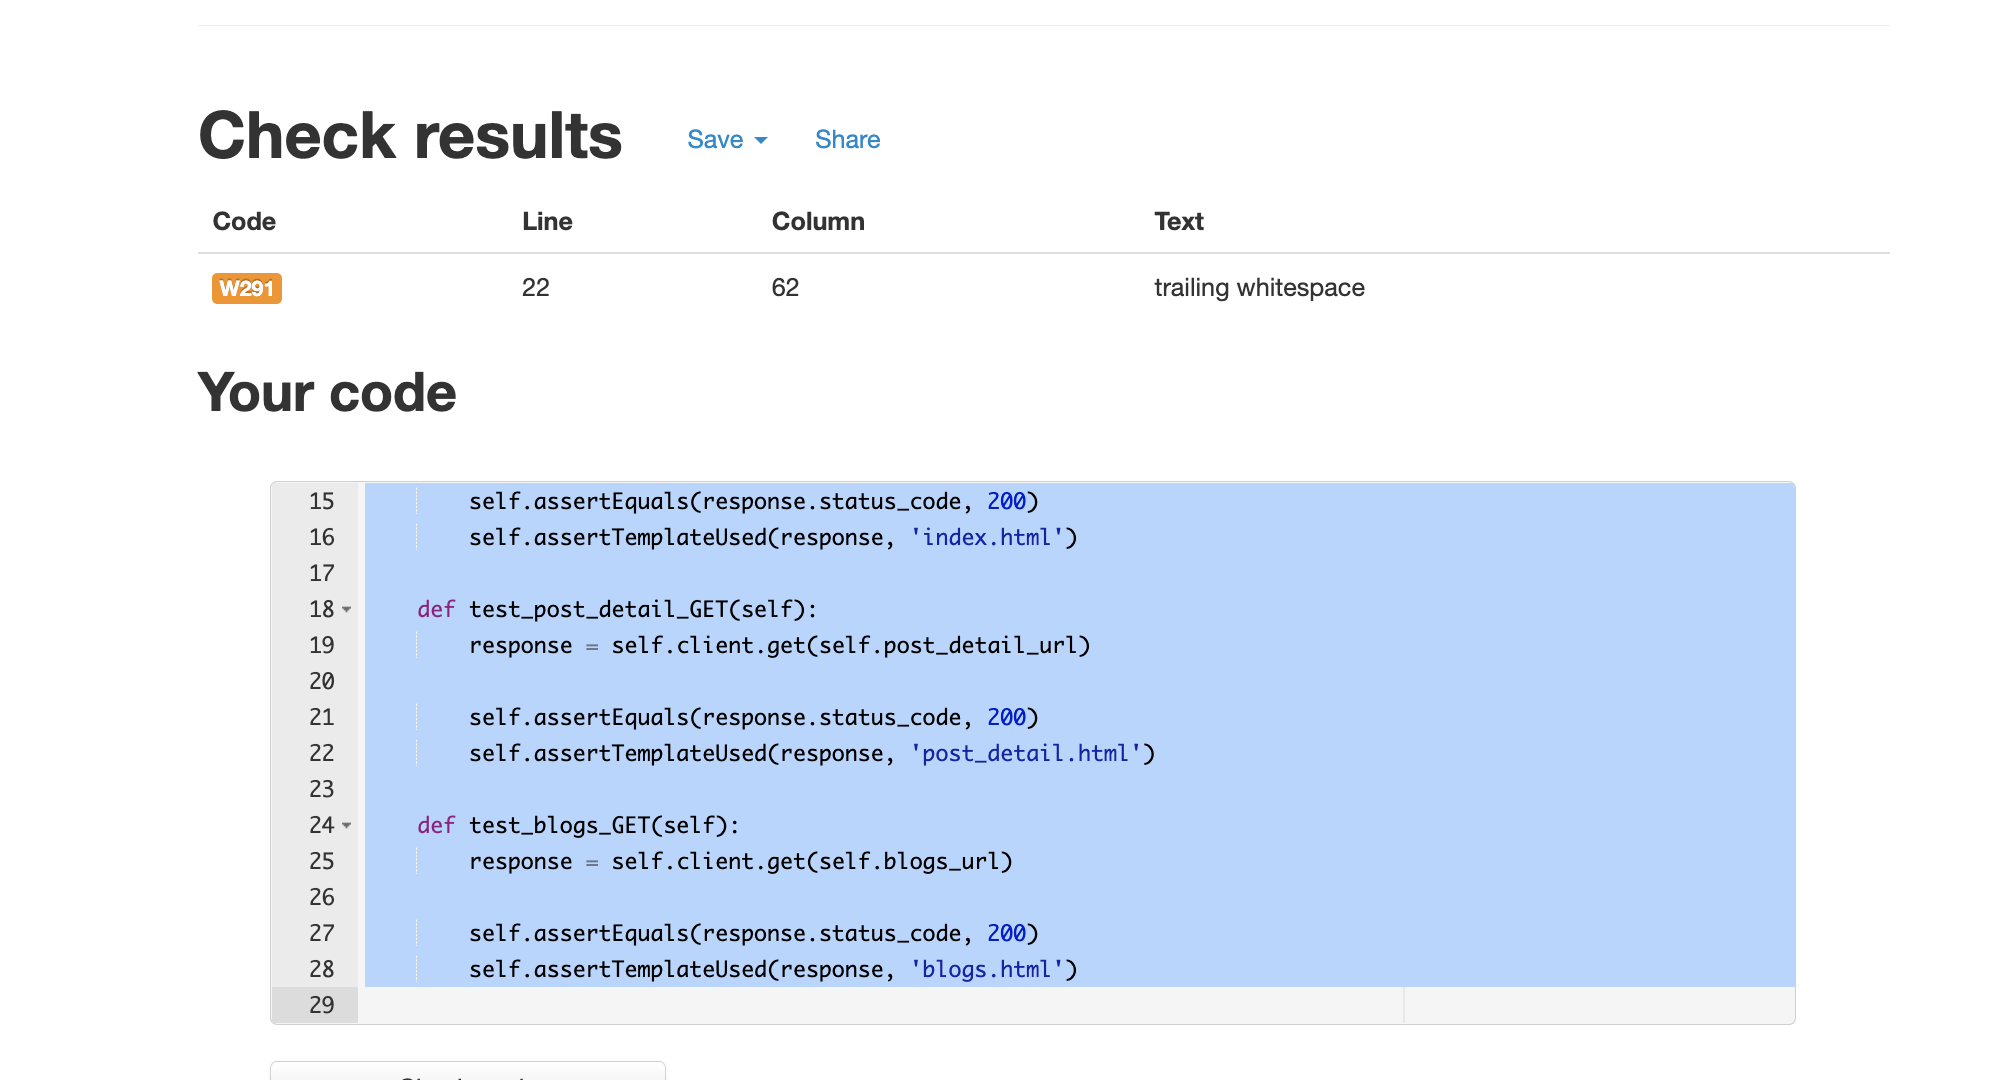 Check results Save Share
Code Line Column Text
W291 22 62 trailing whitespace
Your code
15 self.assertEquals(response.status_code, 200)
16 self.assertTemplateUsed(response, 'index.html')
17
18 def test_post_detail_GET(self):
19 response = self.client.get(self.post_detail_url)
20
21 self.assertEquals(response.status_code, 200)
22 self.assertTemplateUsed(response, 'post_detail.html')
23
24 def test_blogs_GET(self):
25 response = self.client.get(self.blogs_url)
26
27 self.assertEquals(response.status_code, 200)
28 self.assertTemplateUsed(response, 'blogs.html')
29